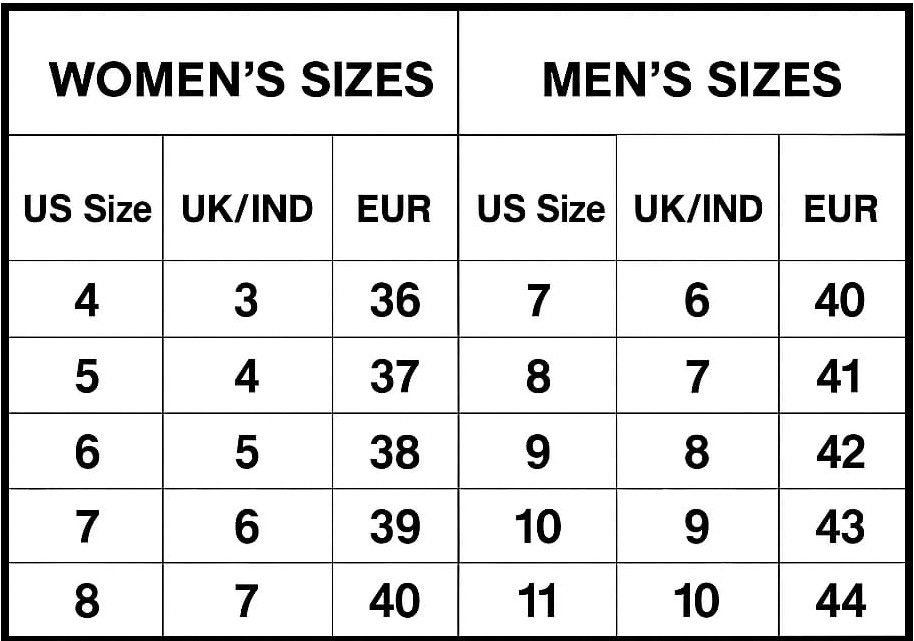 WOMEN'S SIZES MEN'S SIZES
US Size UK/IND EUR US Size UK/IND EUR
4 3 36 7 6 40
5 4 37 8 7 41
6 5 38 9 8 42
7 6 39 10 9 43
8 7 40 11 10 44